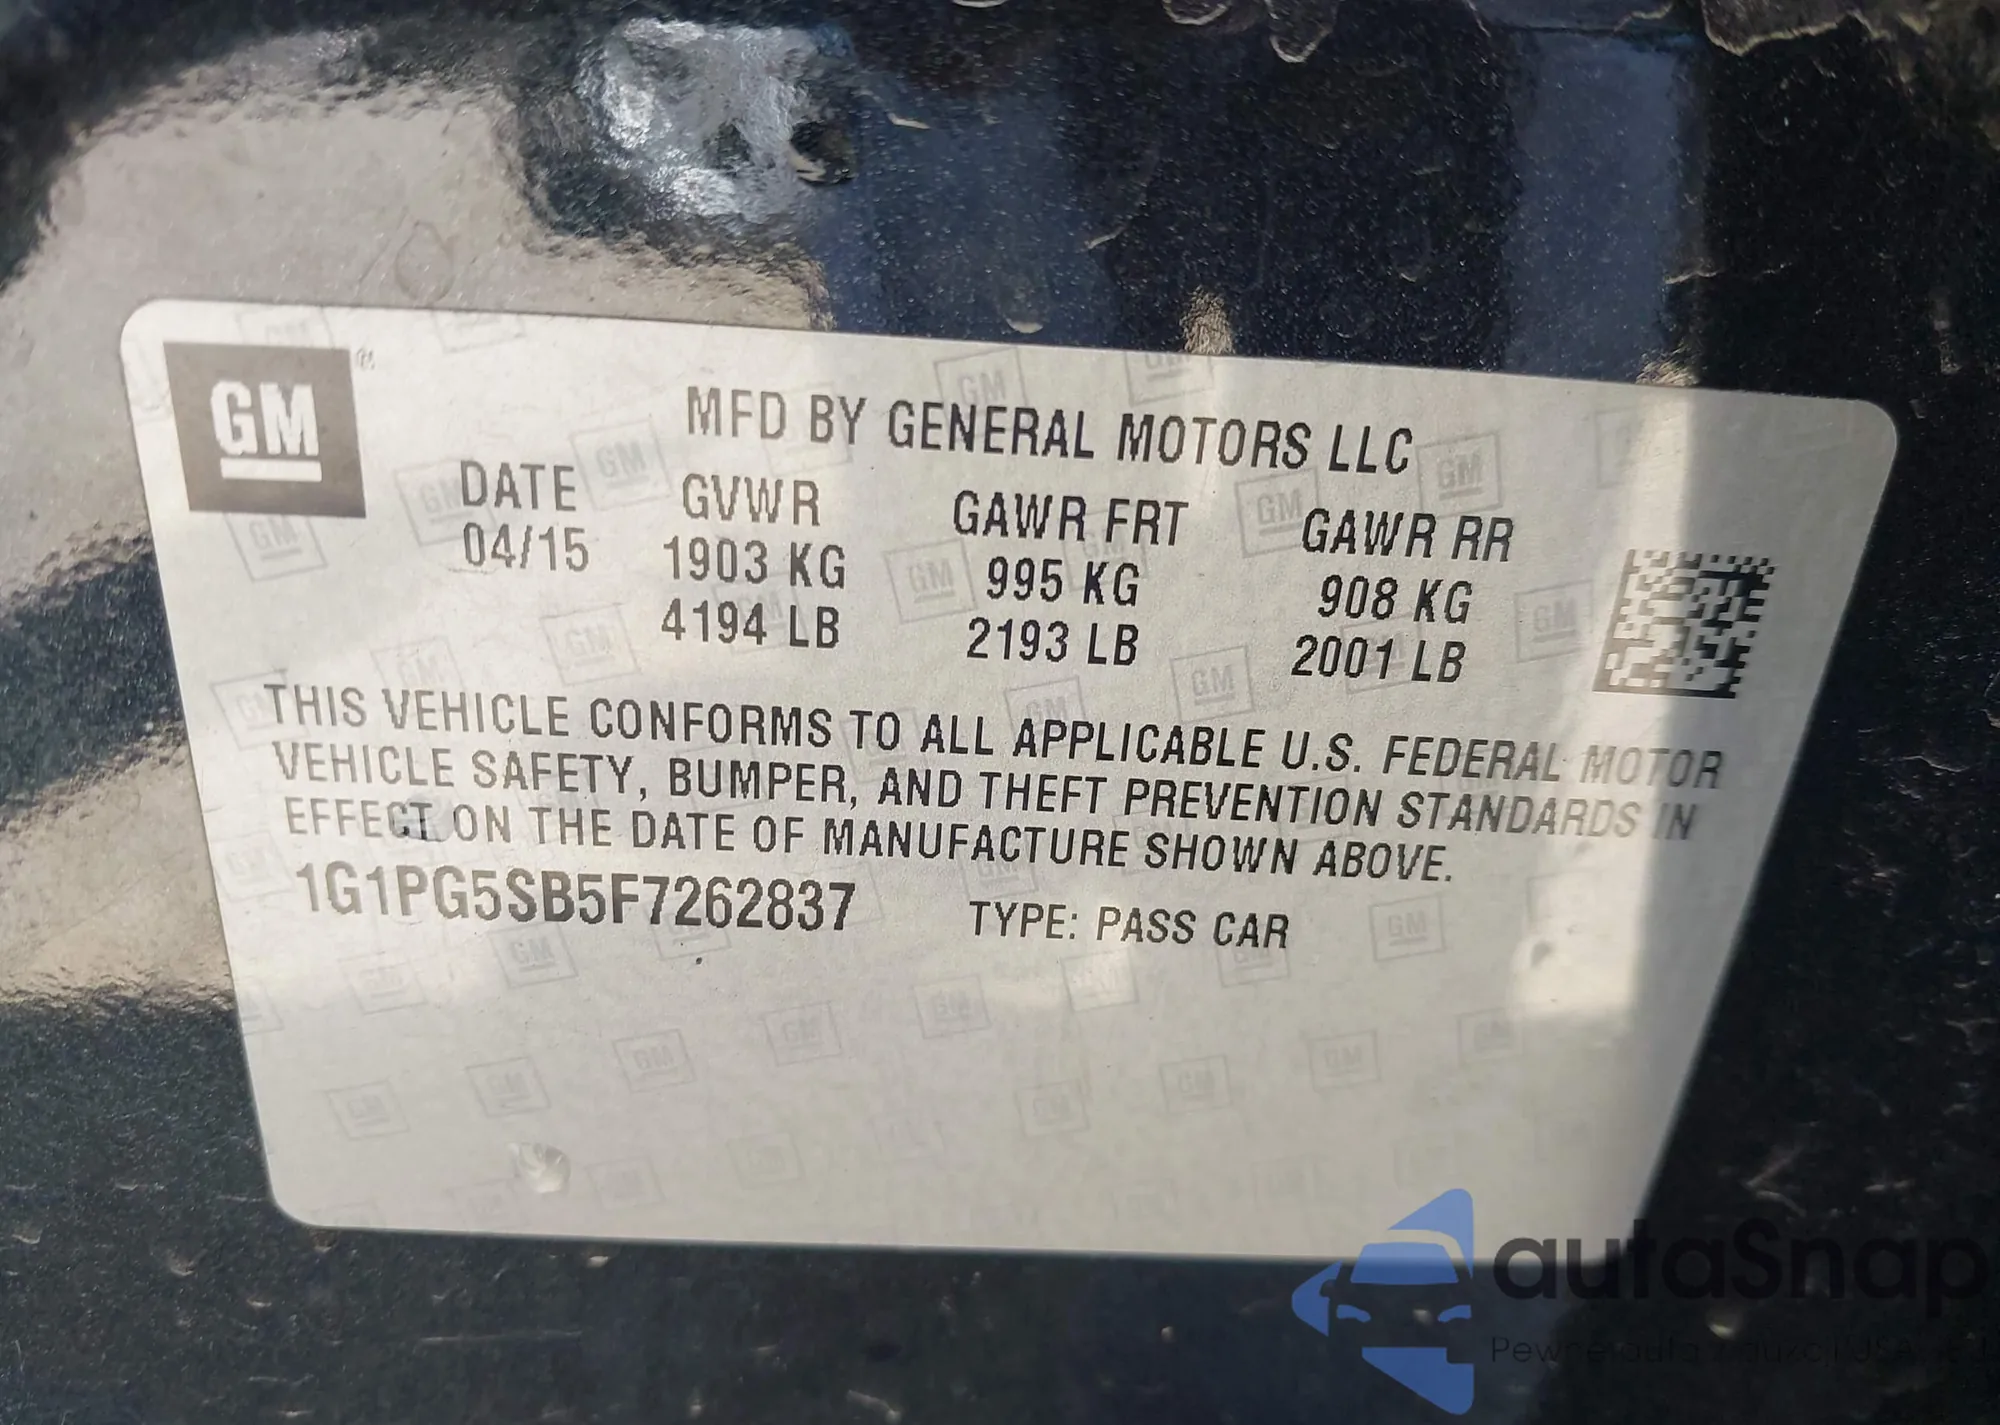 GM
MFD BY GENERAL MOTORS LLC
DATE GVWR GAWR FRT GAWR RR
04/15 1903 KG 995 KG 908 KG
4194 LB 2193 LB 2001 LB
THIS VEHICLE CONFORMS TO ALL APPLICABLE U.S. FEDERAL MOTOR
VEHICLE SAFETY, BUMPER, AND THEFT PREVENTION STANDARDS IN
EFFECT ON THE DATE OF MANUFACTURE SHOWN ABOVE.
1G1PG5SB5F7262837 TYPE: PASS CAR
autaSnap